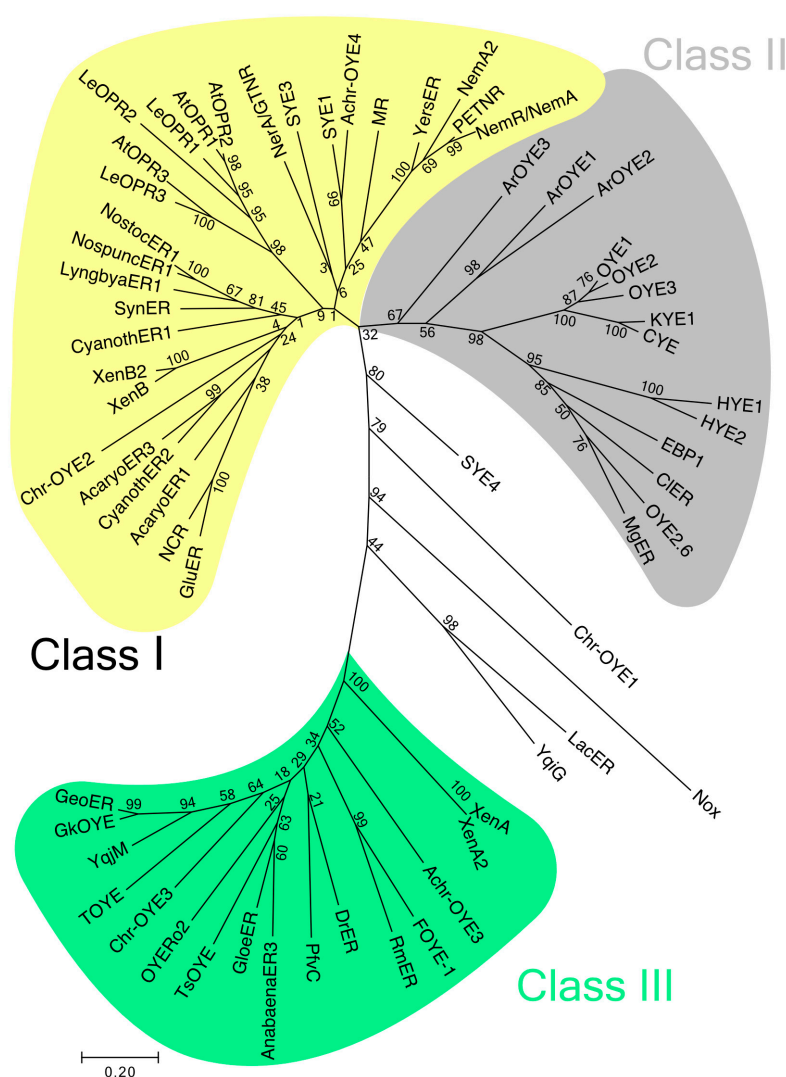 Class II
LeOPR2
LeOPR1
AtOPR1
AtOPR2
NerA/GTNR
SYE3
SYE1
Achr-OYE4
MR
YersER
NemA2
PETNR
NemR/NemA
AtOPR3
LeOPR3
NostocER1
NospuncER1
LyngbyaER1
SynER
CyanothER1
XenB2
XenB
Chr-OYE2
AcaryoER3
CyanothER2
AcaryoER1
NCR
GluER
98
95
95
98
100
100
67
81
45
4
1
24
100
99
38
100
9
1
3
6
25
99
47
100
69
99
Class I
ArOYE3
ArOYE1
ArOYE2
OYE1
OYE2
OYE3
KYE1
CYE
HYE1
HYE2
EBP1
ClER
OYE2.6
MgER
32
67
56
98
98
87
76
100
100
95
100
85
50
76
80
79
94
44
98
SYE4
Chr-OYE1
LacER
YqiG
Nox
100
52
34
29
18
64
58
94
99
25
63
60
21
99
100
XenA
XenA2
GeoER
GkOYE
YqjM
TOYE
Chr-OYE3
OYERo2
TsOYE
GloeER
AnabaenaER3
PfvC
DrER
RmER
FOYE-1
Achr-OYE3
Class III
0.20